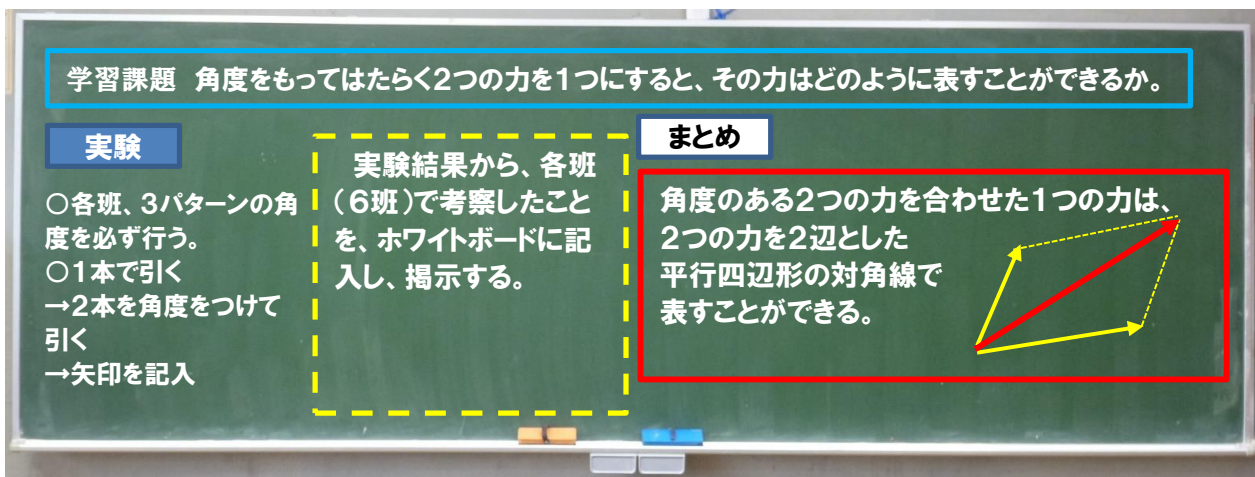 学習課題　角度をもってはたらく2つの力を1つにすると、その力はどのように表すことができるか。
実験
○各班、3パターンの角
度を必ず行う。
○1本で引く
→2本を角度をつけて
引く
→矢印を記入
実験結果から、各班
（6班）で考察したこと
を、ホワイトボードに記
入し、掲示する。
まとめ
角度のある2つの力を合わせた1つの力は、
2つの力を2辺とした
平行四辺形の対角線で
表すことができる。